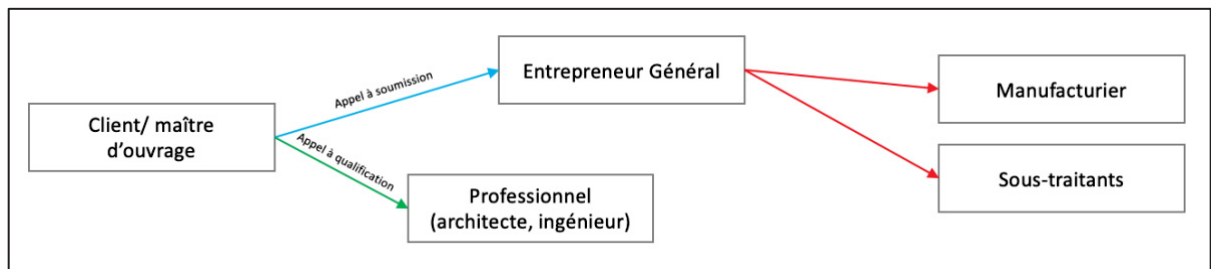 Client/ maître
d'ouvrage
Appel à soumission
Appel à qualification
Entrepreneur Général
Professionnel
(architecte, ingénieur)
Manufacturier
Sous-traitants